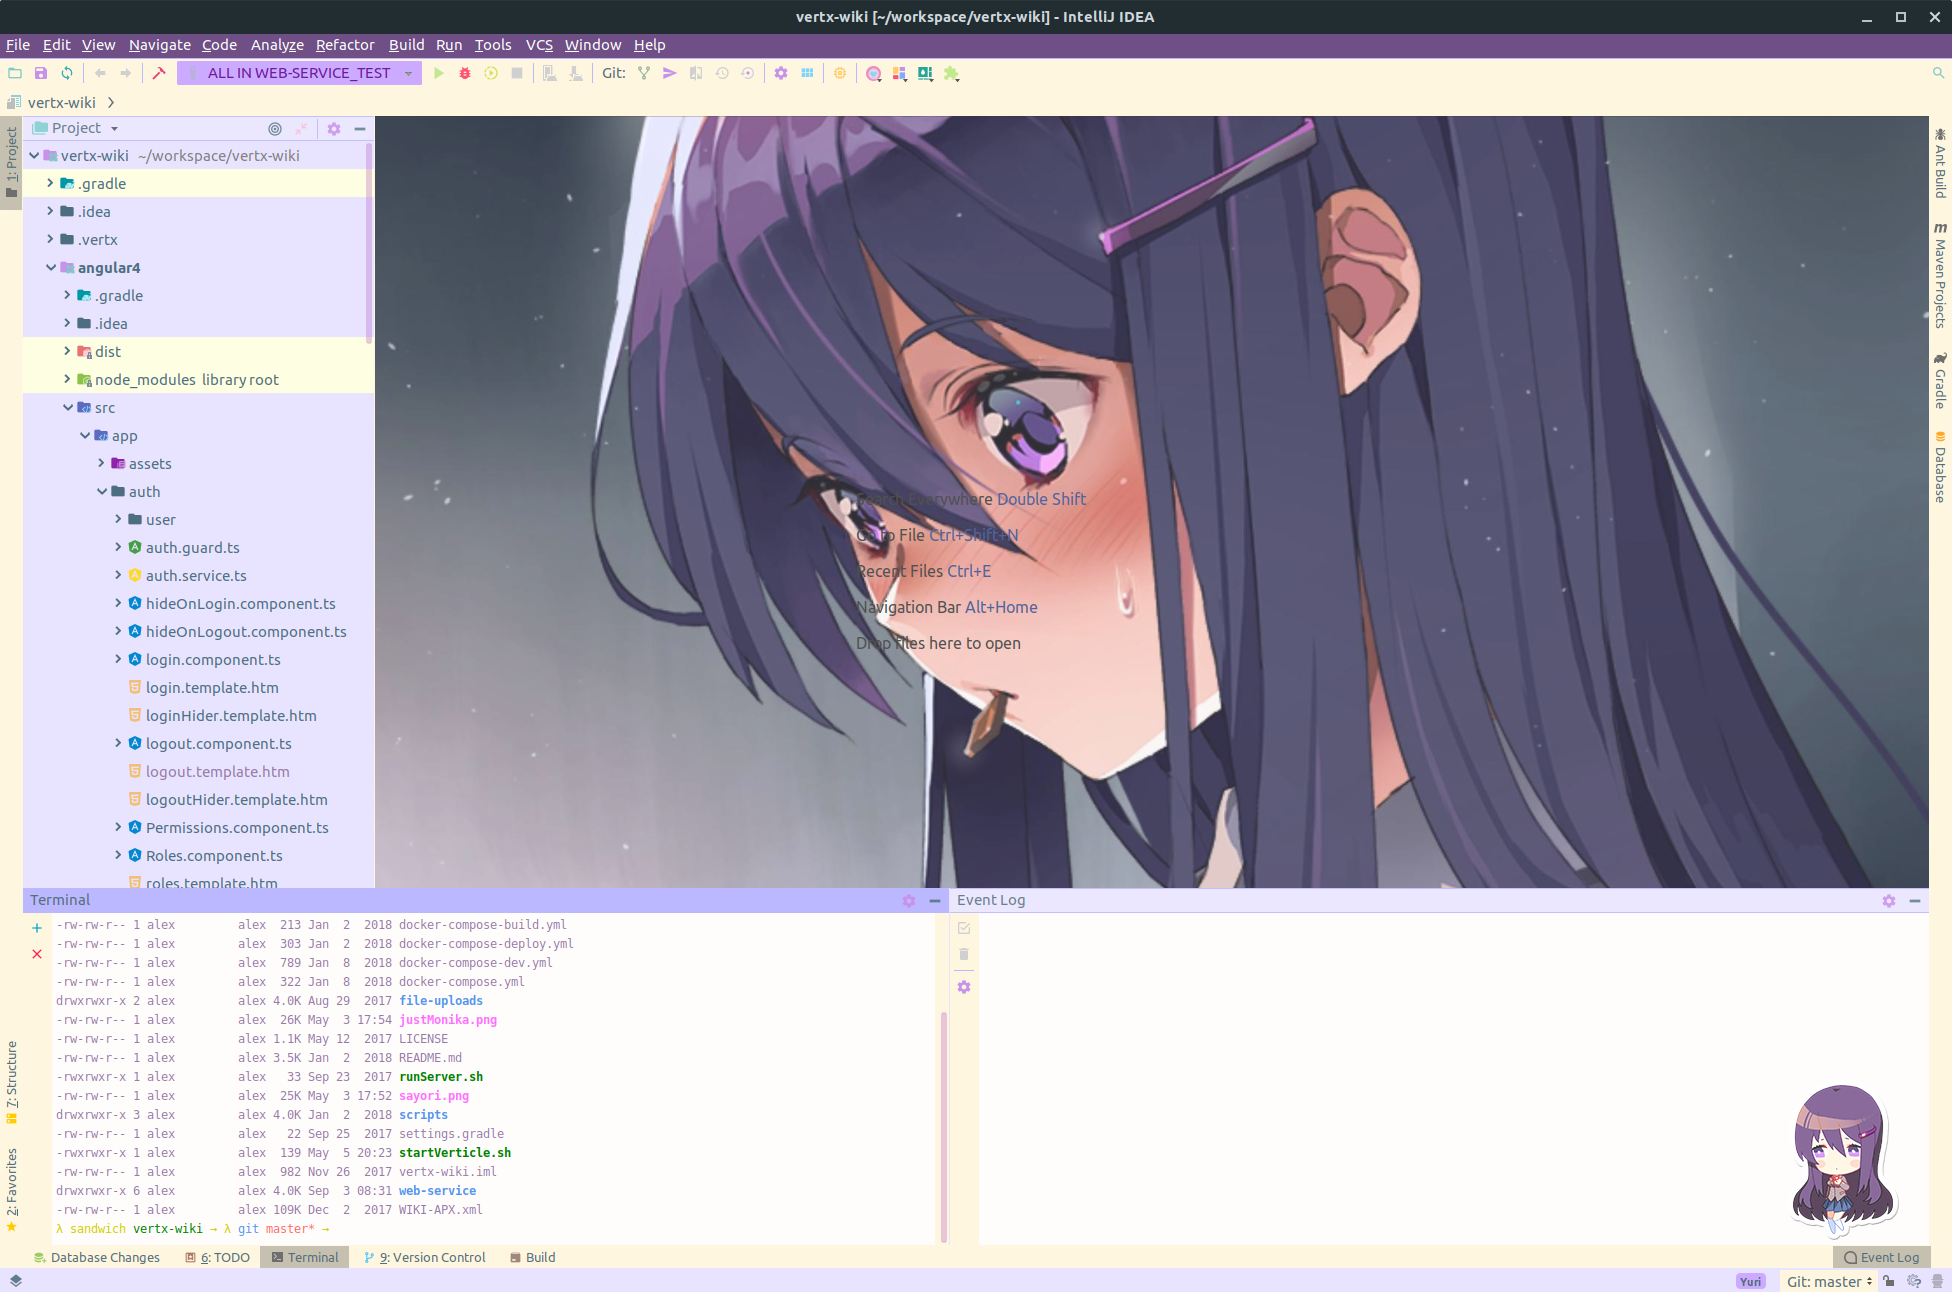 vertx-wiki [~/workspace/vertx-wiki] - IntelliJ IDEA
File Edit View Navigate Code Analyze Refactor Build Run Tools VCS Window Help
ALL IN WEB-SERVICE_TEST
Git:
vertx-wiki
1: Project
7: Structure
2: Favorites
Project
vertx-wiki ~/workspace/vertx-wiki
.gradle
.idea
.vertx
angular4
.gradle
.idea
dist
node_modules library root
src
app
assets
auth
user
auth.guard.ts
auth.service.ts
hideOnLogin.component.ts
hideOnLogout.component.ts
login.component.ts
login.template.htm
loginHider.template.htm
logout.component.ts
logout.template.htm
logoutHider.template.htm
Permissions.component.ts
Roles.component.ts
roles.template.htm
Search Everywhere Double Shift
Go to File Ctrl+Shift+N
Recent Files Ctrl+E
Navigation Bar Alt+Home
Drop files here to open
Ant Build
m Maven Projects
Gradle
Database
Terminal
-rw-rw-r-- 1 alex alex 213 Jan 2 2018 docker-compose-build.yml
-rw-rw-r-- 1 alex alex 303 Jan 2 2018 docker-compose-deploy.yml
-rw-rw-r-- 1 alex alex 789 Jan 8 2018 docker-compose-dev.yml
-rw-rw-r-- 1 alex alex 322 Jan 8 2018 docker-compose.yml
drwxrwxr-x 2 alex alex 4.0K Aug 29 2017 file-uploads
-rw-rw-r-- 1 alex alex 26K May 3 17:54 justMonika.png
-rw-rw-r-- 1 alex alex 1.1K May 12 2017 LICENSE
-rw-rw-r-- 1 alex alex 3.5K Jan 2 2018 README.md
-rwxrwxr-x 1 alex alex 33 Sep 23 2017 runServer.sh
-rw-rw-r-- 1 alex alex 25K May 3 17:52 sayori.png
drwxrwxr-x 3 alex alex 4.0K Jan 2 2018 scripts
-rw-rw-r-- 1 alex alex 22 Sep 25 2017 settings.gradle
-rwxrwxr-x 1 alex alex 139 May 5 20:23 startVerticle.sh
-rw-rw-r-- 1 alex alex 982 Nov 26 2017 vertx-wiki.iml
drwxrwxr-x 6 alex alex 4.0K Sep 3 08:31 web-service
-rw-rw-r-- 1 alex alex 109K Dec 2 2017 WIKI-APX.xml
λ sandwich vertx-wiki → λ git master* →
Event Log
Database Changes 6: TODO Terminal 9: Version Control Build Event Log
Yuri Git: master